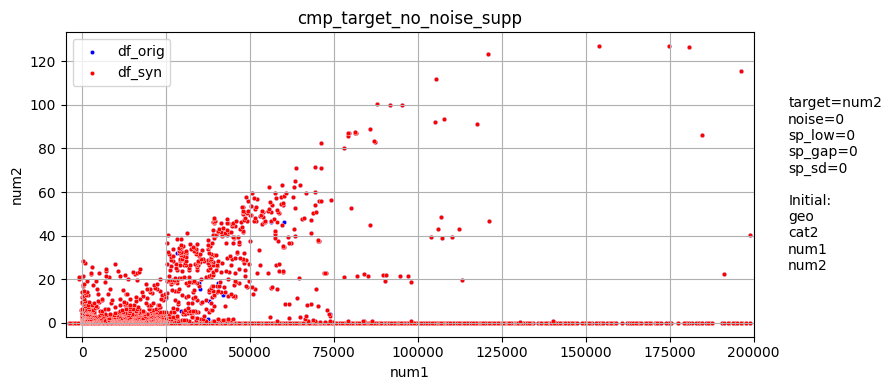 cmp_target_no_noise_supp
df_orig
df_syn
120
100
80
60
40
20
0
num2
0
25000
50000
75000
100000
125000
150000
175000
200000
num1
target=num2
noise=0
sp_low=0
sp_gap=0
sp_sd=0
Initial:
geo
cat2
num1
num2